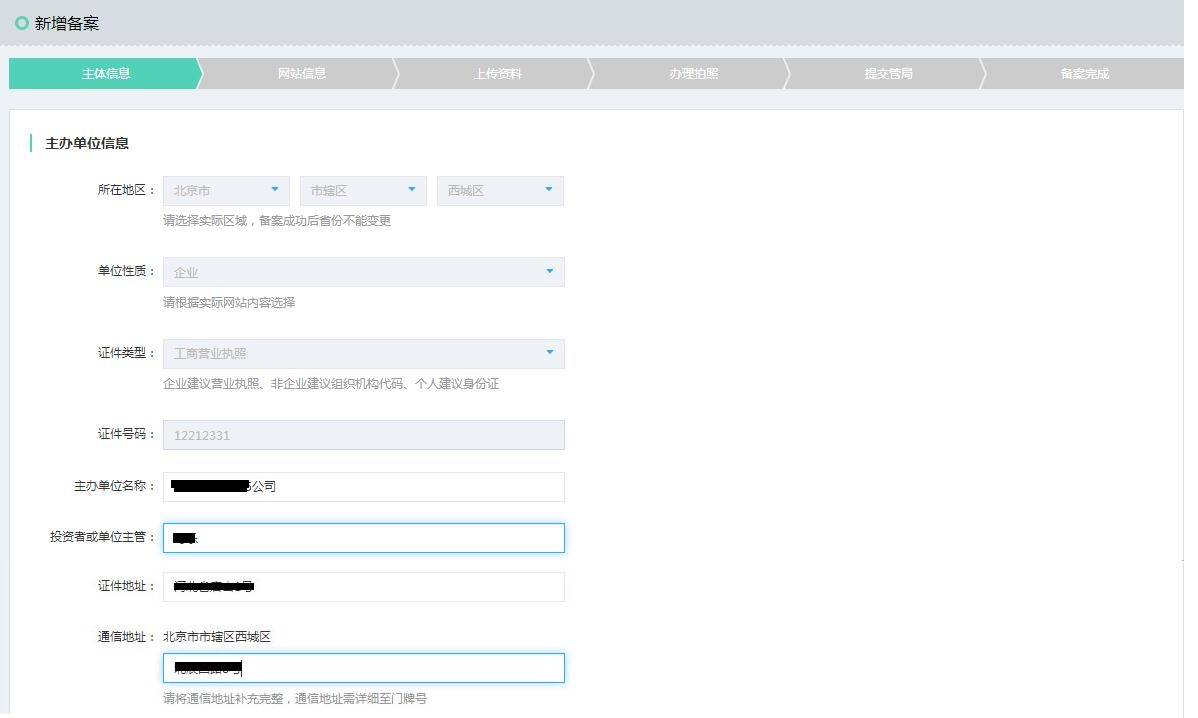 新增备案
主体信息 网站信息 上传资料 办理拍照 提交管局 备案完成
主办单位信息
所在地区： 北京市 市辖区 西城区
请选择实际区域，备案成功后省份不能变更
单位性质： 企业
请根据实际网站内容选择
证件类型： 工商营业执照
企业建议营业执照、非企业建议组织机构代码、个人建议身份证
证件号码： 12212331
主办单位名称： 公司
投资者或单位主管：
证件地址：
通信地址： 北京市市辖区西城区
请将通信地址补充完整，通信地址需详细至门牌号